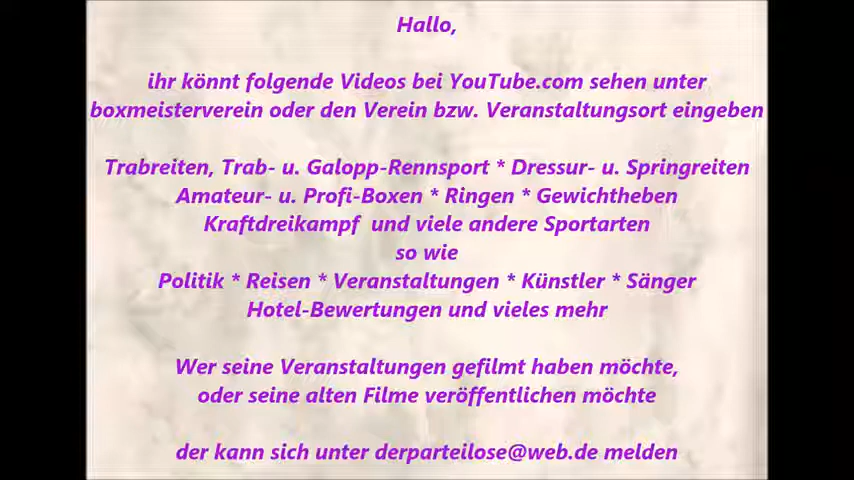 Hallo,
ihr könnt folgende Videos bei YouTube.com sehen unter
boxmeisterverein oder den Verein bzw. Veranstaltungsort eingeben
Trabreiten, Trab- u. Galopp-Rennsport * Dressur- u. Springreiten
Amateur- u. Profi-Boxen * Ringen * Gewichtheben
Kraftdreikampf und viele andere Sportarten
so wie
Politik * Reisen * Veranstaltungen * Künstler * Sänger
Hotel-Bewertungen und vieles mehr
Wer seine Veranstaltungen gefilmt haben möchte,
oder seine alten Filme veröffentlichen möchte
der kann sich unter derparteilose@web.de melden